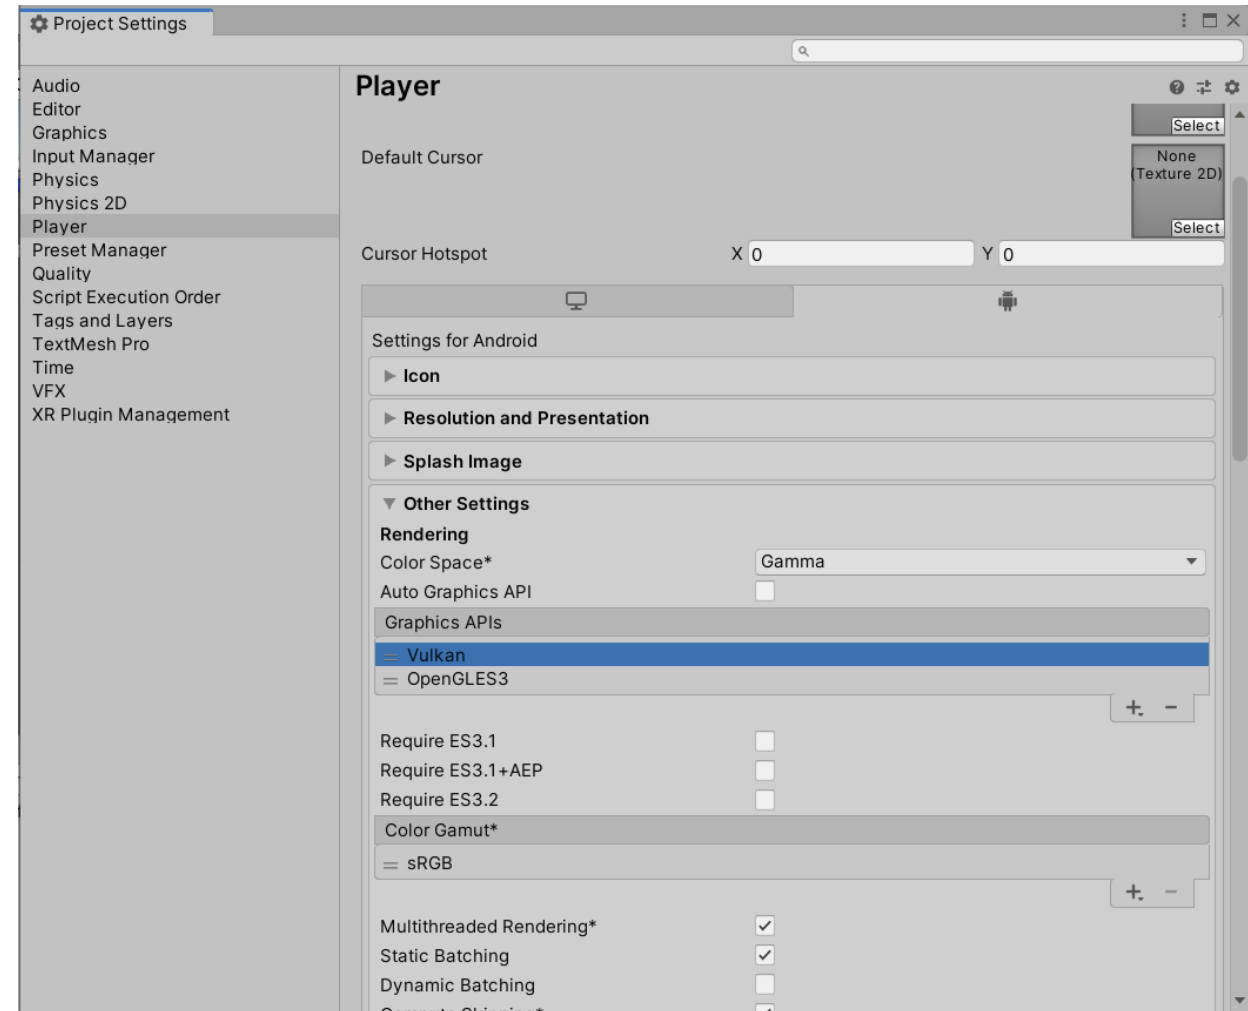 Project Settings
Audio
Editor
Graphics
Input Manager
Physics
Physics 2D
Player
Preset Manager
Quality
Script Execution Order
Tags and Layers
TextMesh Pro
Time
VFX
XR Plugin Management
Player
Select
Default Cursor
None
(Texture 2D)
Select
Cursor Hotspot X 0 Y 0
Settings for Android
Icon
Resolution and Presentation
Splash Image
Other Settings
Rendering
Color Space* Gamma
Auto Graphics API
Graphics APIs
Vulkan
OpenGLES3
Require ES3.1
Require ES3.1+AEP
Require ES3.2
Color Gamut*
sRGB
Multithreaded Rendering*
Static Batching
Dynamic Batching